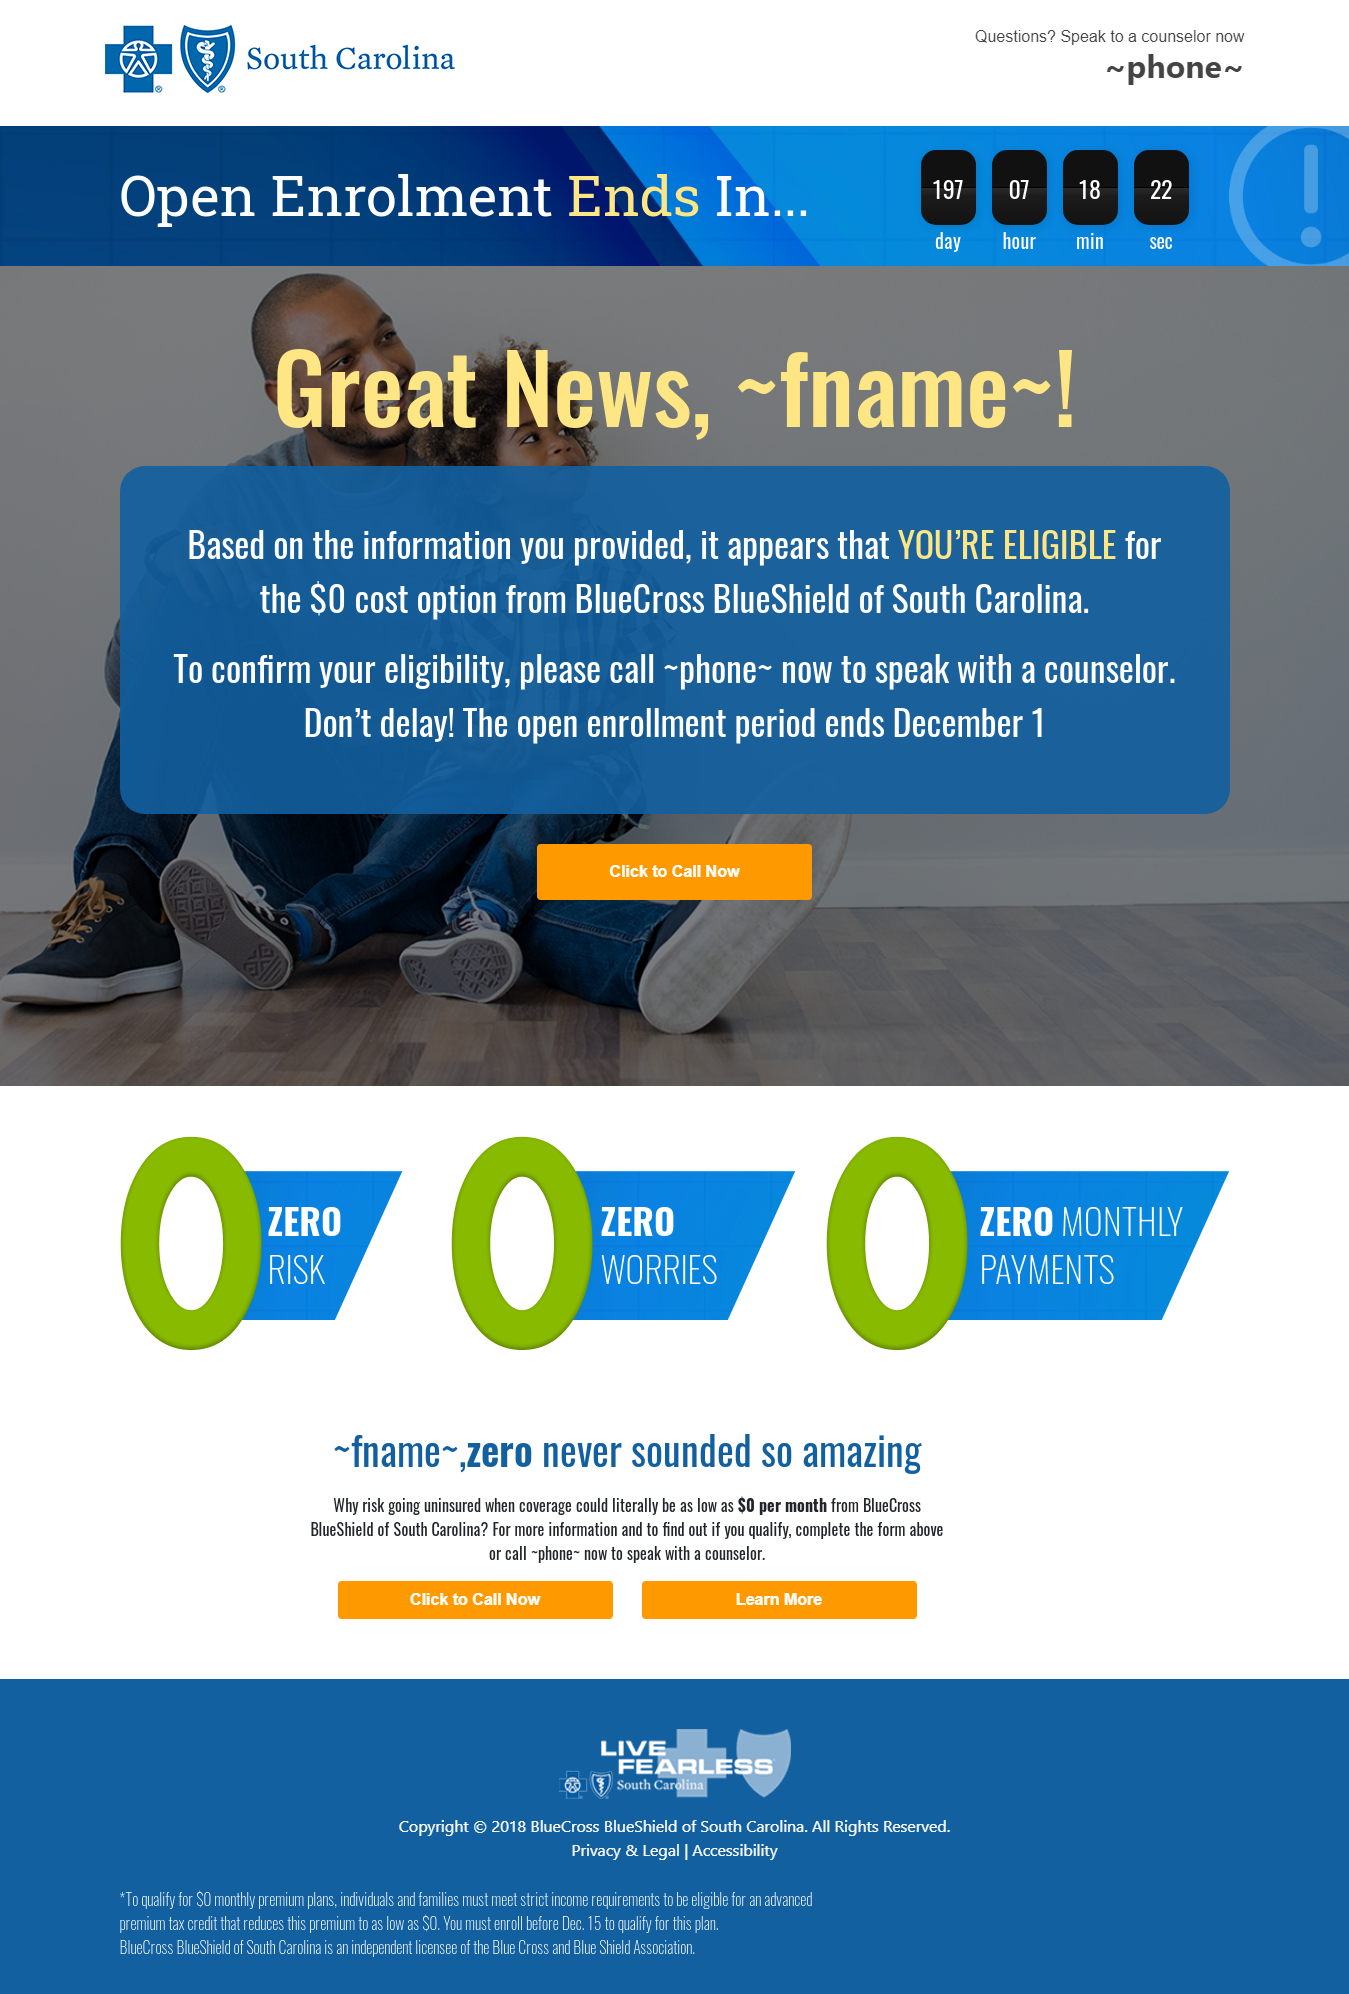 South Carolina
Questions? Speak to a counselor now
~phone~
Open Enrolment Ends In...
197 07 18 22
day hour min sec
Great News, ~fname~!
Based on the information you provided, it appears that YOU'RE ELIGIBLE for
the $0 cost option from BlueCross BlueShield of South Carolina.
To confirm your eligibility, please call ~phone~ now to speak with a counselor.
Don't delay! The open enrollment period ends December 1
Click to Call Now
0 ZERO
RISK
0 ZERO
WORRIES
0 ZERO MONTHLY
PAYMENTS
~fname~,zero never sounded so amazing
Why risk going uninsured when coverage could literally be as low as $0 per month from BlueCross
BlueShield of South Carolina? For more information and to find out if you qualify, complete the form above
or call ~phone~ now to speak with a counselor.
Click to Call Now
Learn More
LIVE
FEARLESS
South Carolina
Copyright © 2018 BlueCross BlueShield of South Carolina. All Rights Reserved.
Privacy & Legal | Accessibility
*To qualify for $0 monthly premium plans, individuals and families must meet strict income requirements to be eligible for an advanced
premium tax credit that reduces this premium to as low as $0. You must enroll before Dec. 15 to qualify for this plan.
BlueCross BlueShield of South Carolina is an independent licensee of the Blue Cross and Blue Shield Association.